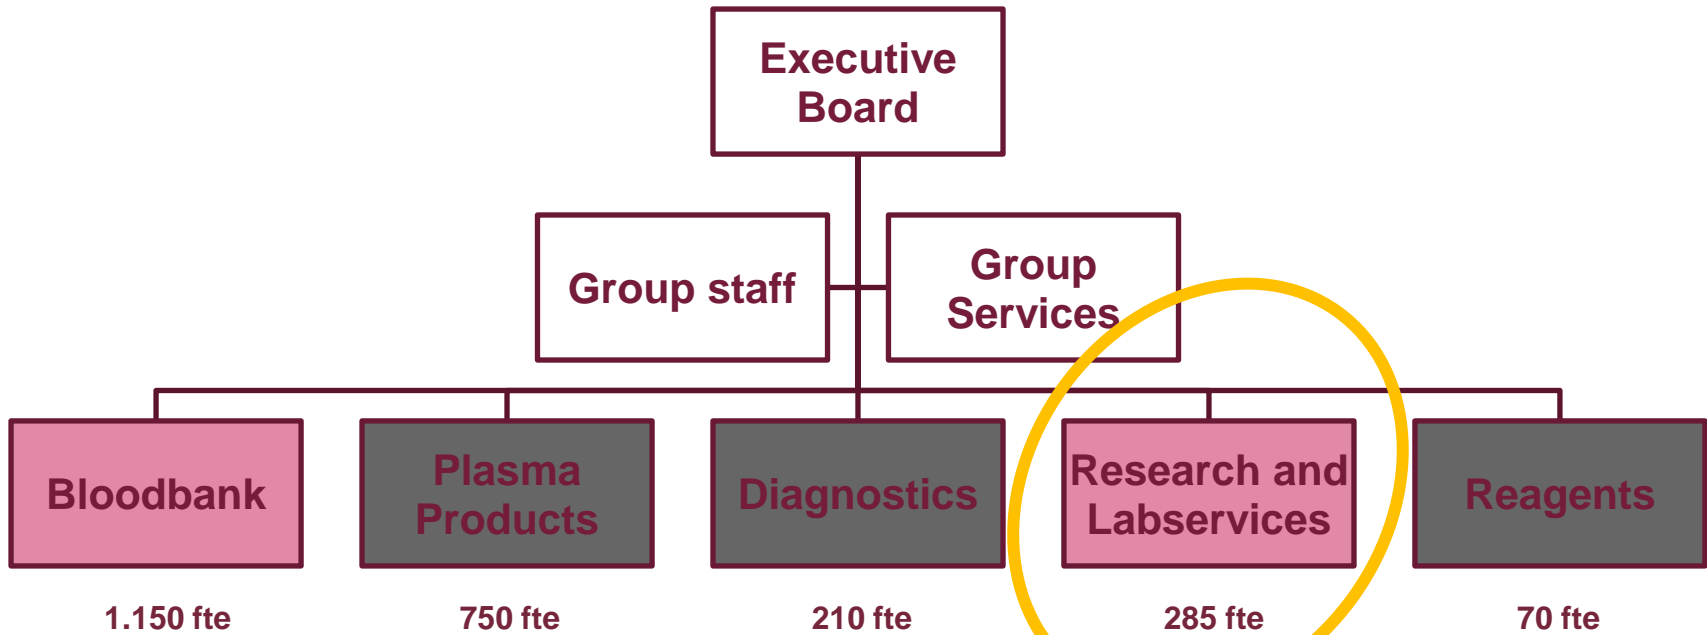 Executive
Board
Group staff
Group
Services
Bloodbank
Plasma
Products
Diagnostics
Research and
Labservices
Reagents
1.150 fte
750 fte
210 fte
285 fte
70 fte